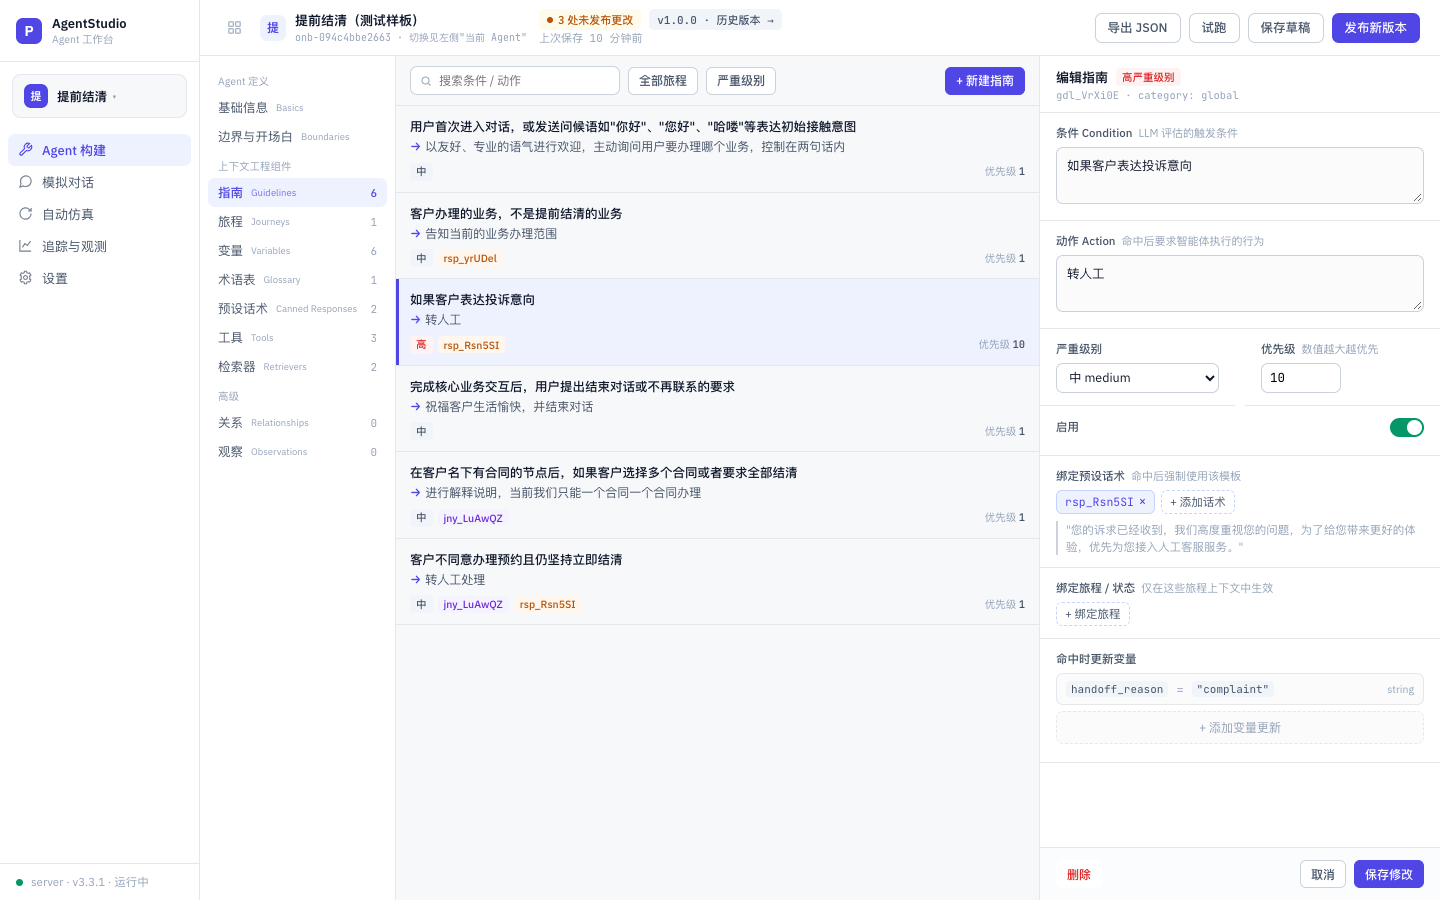 P
AgentStudio
Agent 工作台
提
提前结清
Agent 构建
模拟对话
自动仿真
追踪与观测
设置
server · v3.3.1 · 运行中
提
提前结清（测试样板）
onb-094c4bbe2663 · 切换见左侧"当前 Agent"
3 处未发布更改
v1.0.0 · 历史版本 →
上次保存 10 分钟前
导出 JSON
试跑
保存草稿
发布新版本
Agent 定义
基础信息 Basics
边界与开场白 Boundaries
上下文工程组件
指南 Guidelines 6
旅程 Journeys 1
变量 Variables 6
术语表 Glossary 1
预设话术 Canned Responses 2
工具 Tools 3
检索器 Retrievers 2
高级
关系 Relationships 0
观察 Observations 0
搜索条件 / 动作
全部旅程
严重级别
+ 新建指南
用户首次进入对话，或发送问候语如"你好"、"您好"、"哈喽"等表达初始接触意图
→ 以友好、专业的语气进行欢迎，主动询问用户要办理哪个业务，控制在两句话内
中 优先级 1
客户办理的业务，不是提前结清的业务
→ 告知当前的业务办理范围
中 rsp_yrUDel 优先级 1
如果客户表达投诉意向
→ 转人工
高 rsp_Rsn5SI 优先级 10
完成核心业务交互后，用户提出结束对话或不再联系的要求
→ 祝福客户生活愉快，并结束对话
中 优先级 1
在客户名下有合同的节点后，如果客户选择多个合同或者要求全部结清
→ 进行解释说明，当前我们只能一个合同一个合同办理
中 jny_LuAwQZ 优先级 1
客户不同意办理预约且仍坚持立即结清
→ 转人工处理
中 jny_LuAwQZ rsp_Rsn5SI 优先级 1
编辑指南 高严重级别
gdl_VrXi0E · category: global
条件 Condition LLM 评估的触发条件
如果客户表达投诉意向
动作 Action 命中后要求智能体执行的行为
转人工
严重级别
中 medium
优先级 数值越大越优先
10
启用
绑定预设话术 命中后强制使用该模板
rsp_Rsn5SI ×
+ 添加话术
"您的诉求已经收到，我们高度重视您的问题，为了给您带来更好的体
验，优先为您接入人工客服服务。"
绑定旅程 / 状态 仅在这些旅程上下文中生效
+ 绑定旅程
命中时更新变量
handoff_reason = "complaint" string
+ 添加变量更新
删除
取消
保存修改